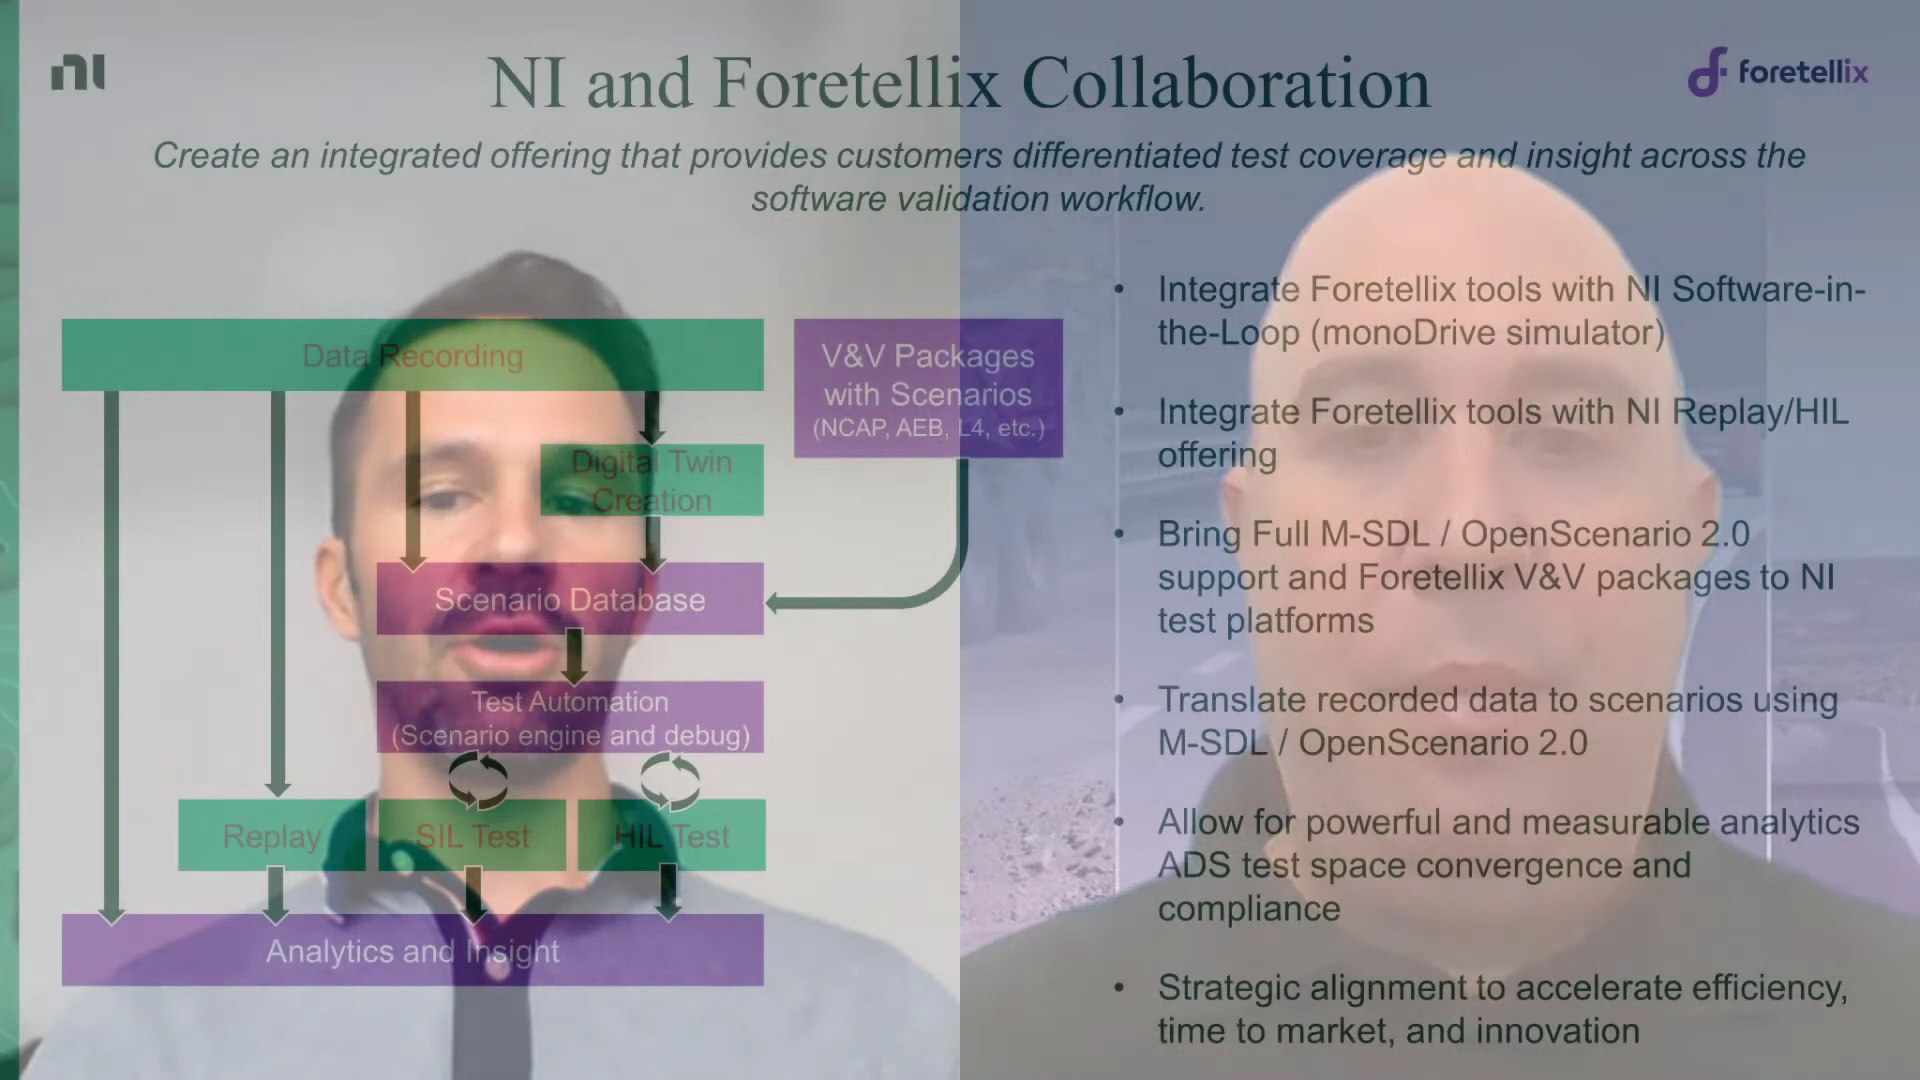 NI
NI and Foretellix Collaboration
foretellix
Create an integrated offering that provides customers differentiated test coverage and insight across the
software validation workflow.
Data Recording
V&V Packages
with Scenarios
(NCAP, AEB, L4, etc.)
Digital Twin
Creation
Scenario Database
Test Automation
(Scenario engine and debug)
Replay
SIL Test
HIL Test
Analytics and Insight
• Integrate Foretellix tools with NI Software-in-
the-Loop (monoDrive simulator)
• Integrate Foretellix tools with NI Replay/HIL
offering
• Bring Full M-SDL / OpenScenario 2.0
support and Foretellix V&V packages to NI
test platforms
• Translate recorded data to scenarios using
M-SDL / OpenScenario 2.0
• Allow for powerful and measurable analytics
ADS test space convergence and
compliance
• Strategic alignment to accelerate efficiency,
time to market, and innovation